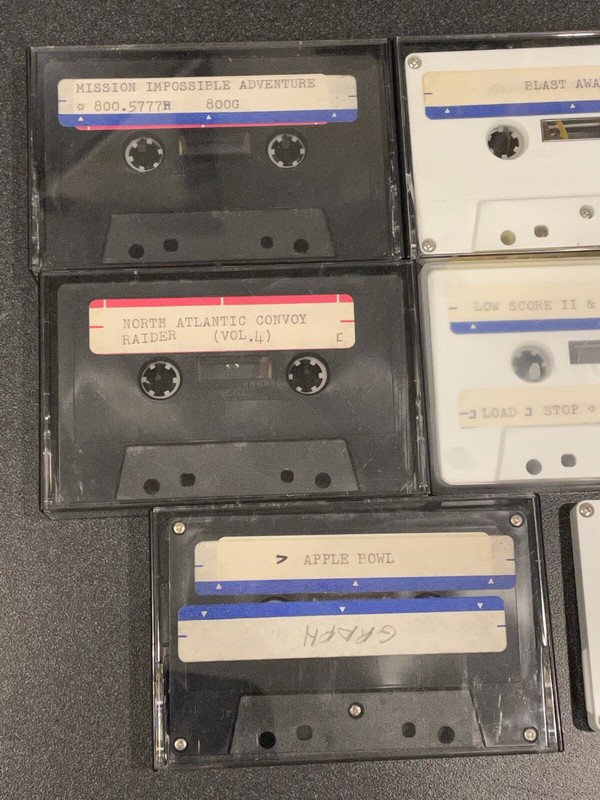 MISSION IMPOSSIBLE ADVENTURE
* 800.5777R 800G
BLAST AWA
NORTH ATLANTIC CONVOY
RAIDER (VOL.4)
C
LOW SCORE II &
LOAD STOP *
> APPLE BOWL
GRAPH